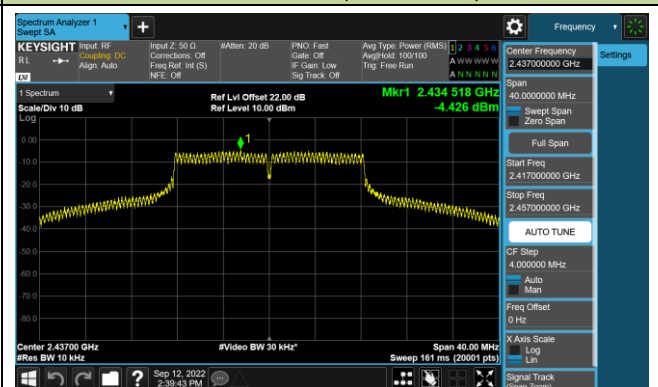 Spectrum Analyzer 1
Swept SA
+
Frequency
KEYSIGHT
RL
LXI
Input: RF
Coupling: DC
Align: Auto
Input Z: 50 Ω
Corrections: Off
Freq Ref: Int (S)
NFE: Off
#Atten: 20 dB
PNO: Fast
Gate: Off
IF Gain: Low
Sig Track: Off
Avg Type: Power (RMS)
Avg|Hold: 100/100
Trig: Free Run
1 2 3 4 5 6
A W W W W W
A N N N N N
1 Spectrum
Scale/Div 10 dB
Log
Ref Lvl Offset 22.00 dB
Ref Level 10.00 dBm
Mkr1 2.434 518 GHz
-4.426 dBm
1
0.00
-10.0
-20.0
-30.0
-40.0
-50.0
-60.0
-70.0
-80.0
Center 2.43700 GHz
#Res BW 10 kHz
#Video BW 30 kHz*
Span 40.00 MHz
Sweep 161 ms (20001 pts)
?
Sep 12, 2022
2:39:43 PM
Center Frequency
2.437000000 GHz
Span
40.0000000 MHz
Swept Span
Zero Span
Full Span
Start Freq
2.417000000 GHz
Stop Freq
2.457000000 GHz
AUTO TUNE
CF Step
4.000000 MHz
Auto
Man
Freq Offset
0 Hz
X Axis Scale
Log
Lin
Signal Track
(Span Zoom)
Settings